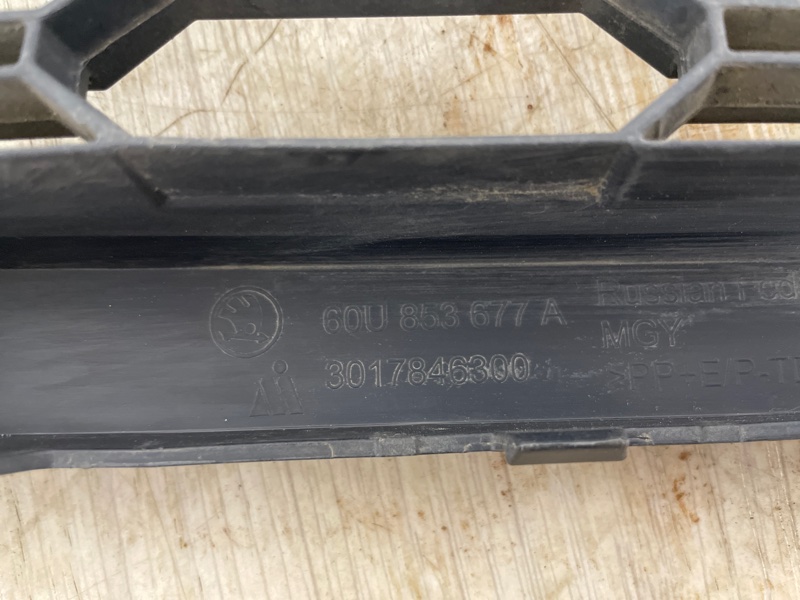 60U 853 677 A
3017846300
Russian Fed
MGY
>PP+E/P-T